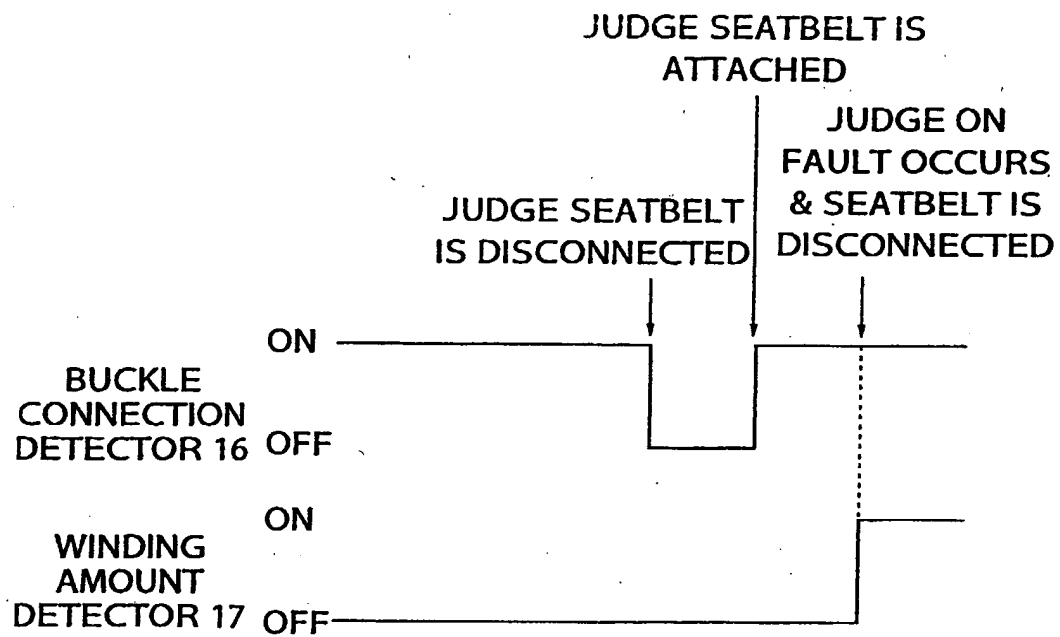 JUDGE SEATBELT IS
ATTACHED
JUDGE ON
FAULT OCCURS
& SEATBELT IS
DISCONNECTED
JUDGE SEATBELT
IS DISCONNECTED
ON
BUCKLE
CONNECTION
DETECTOR 16
OFF
ON
WINDING
AMOUNT
DETECTOR 17
OFF